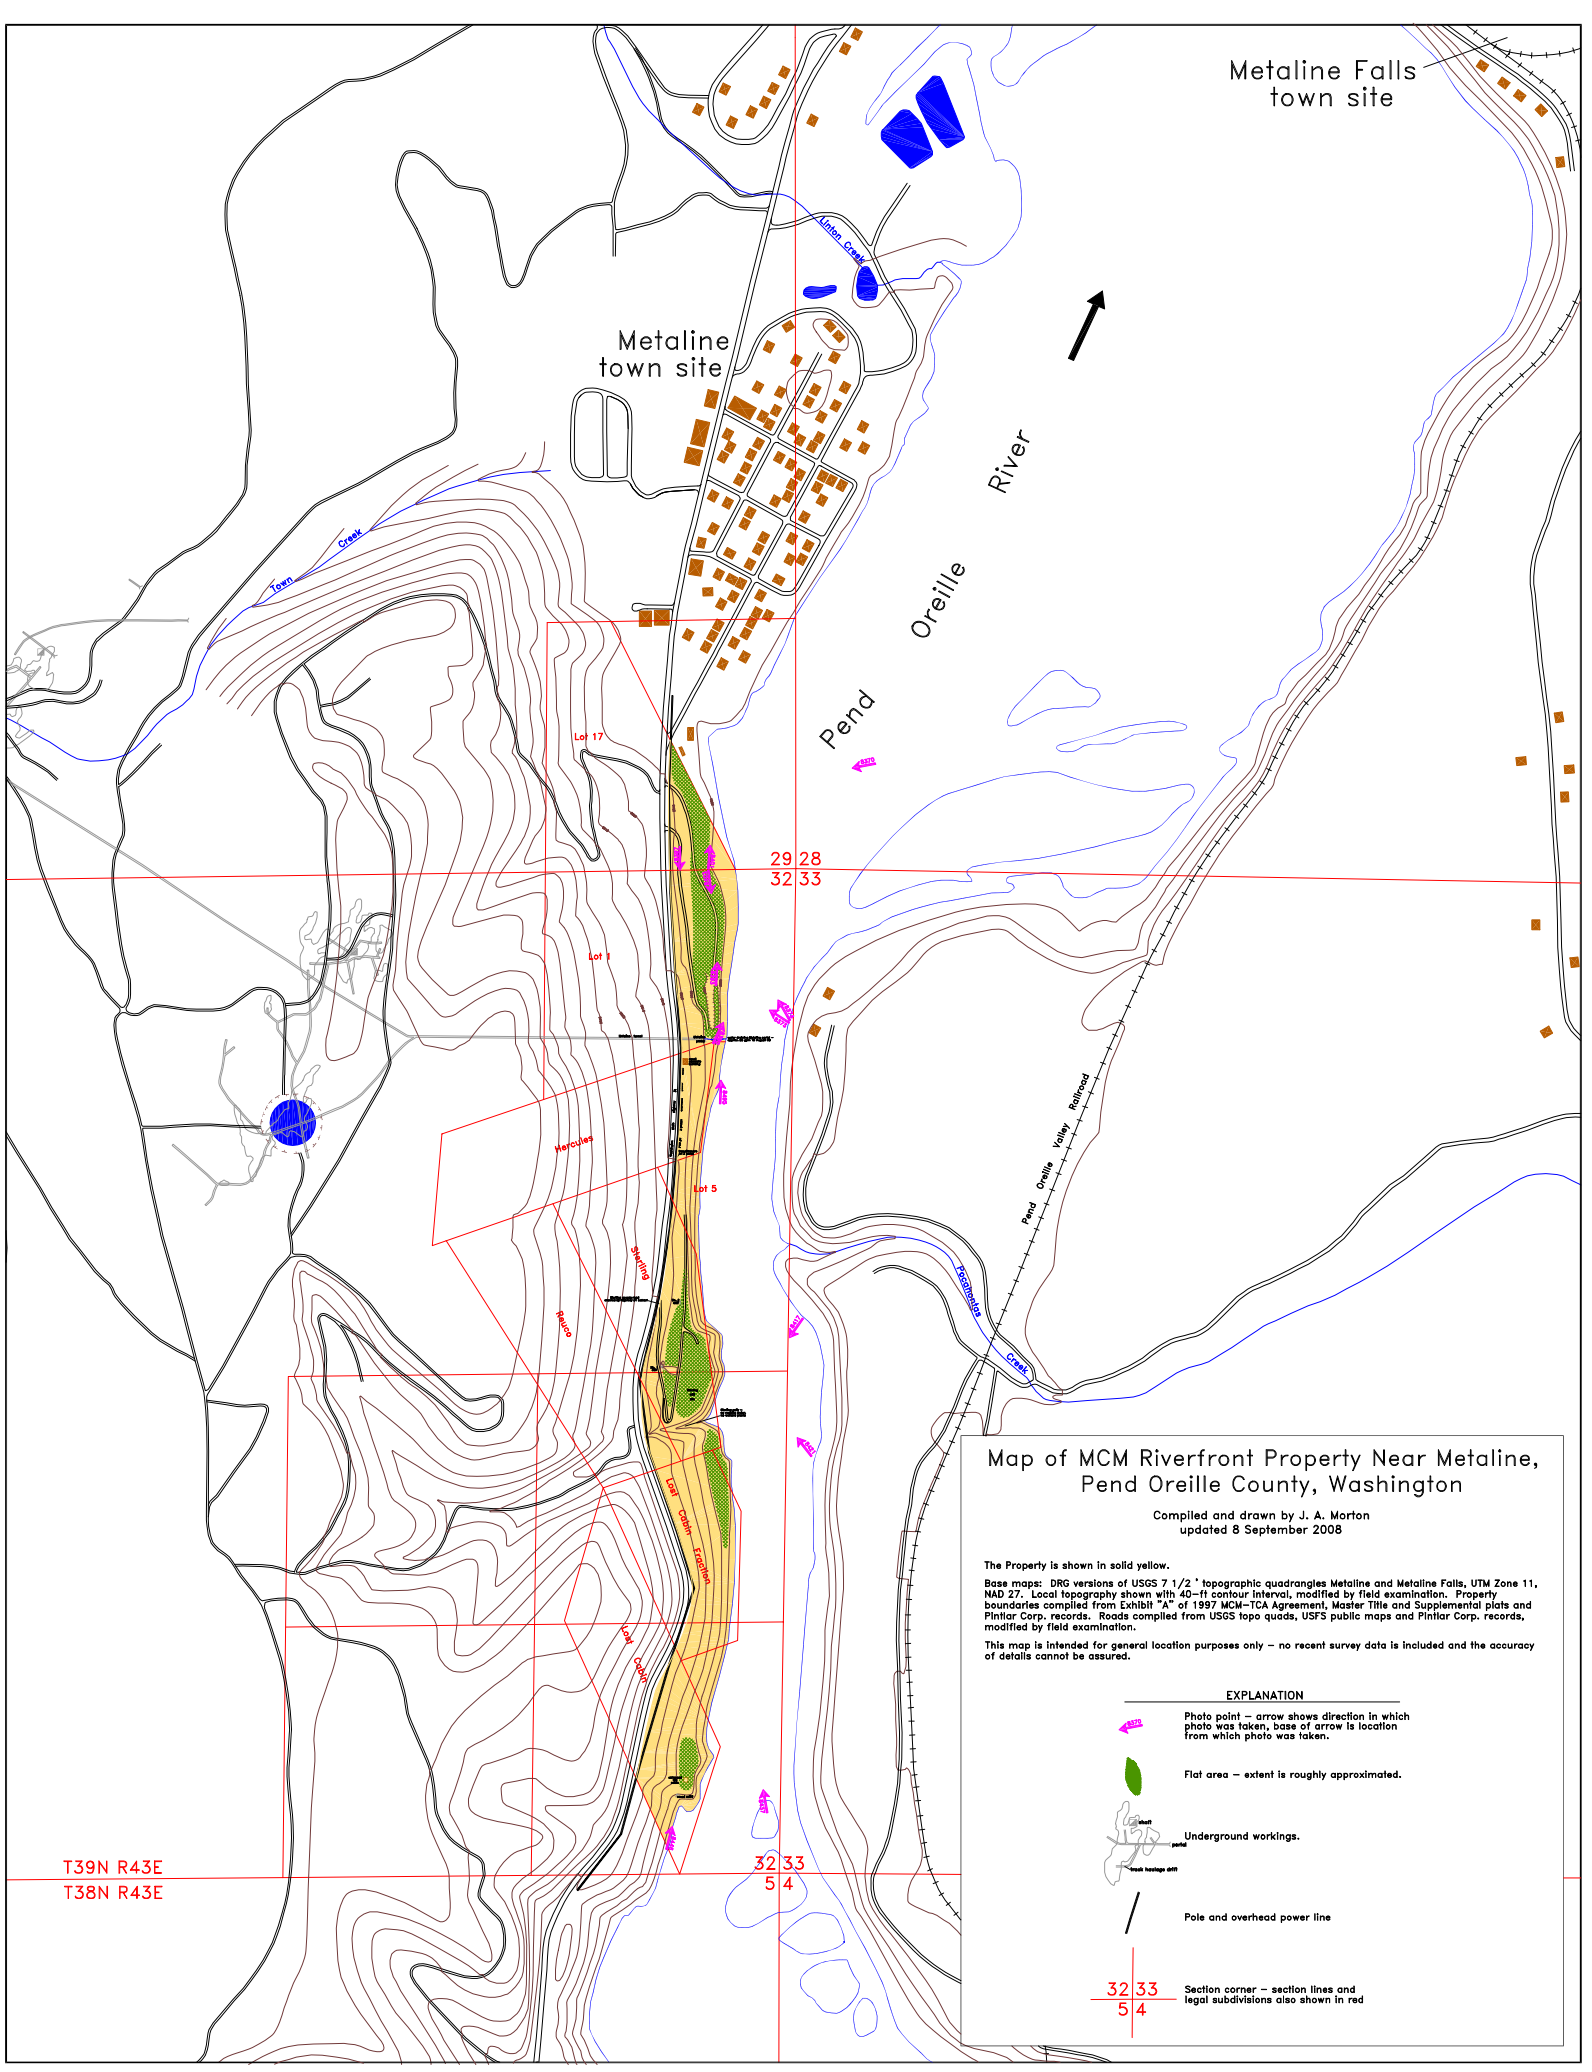 Metaline Falls
town site
Linton Creek
Metaline
town site
Pend Oreille River
Town Creek
Lot 17
8370
29 28
32 33
Lot 1
Hercules
Lot 5
Sterling
Reuco
8417
Pend Oreille Valley Railroad
Pocahontas Creek
Lost Cabin Fraction
Lost Cabin
32 33
5 4
T39N R43E
T38N R43E
Map of MCM Riverfront Property Near Metaline,
Pend Oreille County, Washington
Compiled and drawn by J. A. Morton
updated 8 September 2008
The Property is shown in solid yellow.
Base maps: DRG versions of USGS 7 1/2 ' topographic quadrangles Metaline and Metaline Falls, UTM Zone 11,
NAD 27. Local topography shown with 40-ft contour interval, modified by field examination. Property
boundaries compiled from Exhibit "A" of 1997 MCM-TCA Agreement, Master Title and Supplemental plats and
Pintlar Corp. records. Roads compiled from USGS topo quads, USFS public maps and Pintlar Corp. records,
modified by field examination.
This map is intended for general location purposes only - no recent survey data is included and the accuracy
of details cannot be assured.
EXPLANATION
8370
Photo point - arrow shows direction in which
photo was taken, base of arrow is location
from which photo was taken.
Flat area - extent is roughly approximated.
shaft
portal
Underground workings.
track haulage drift
Pole and overhead power line
32 33
5 4
Section corner - section lines and
legal subdivisions also shown in red